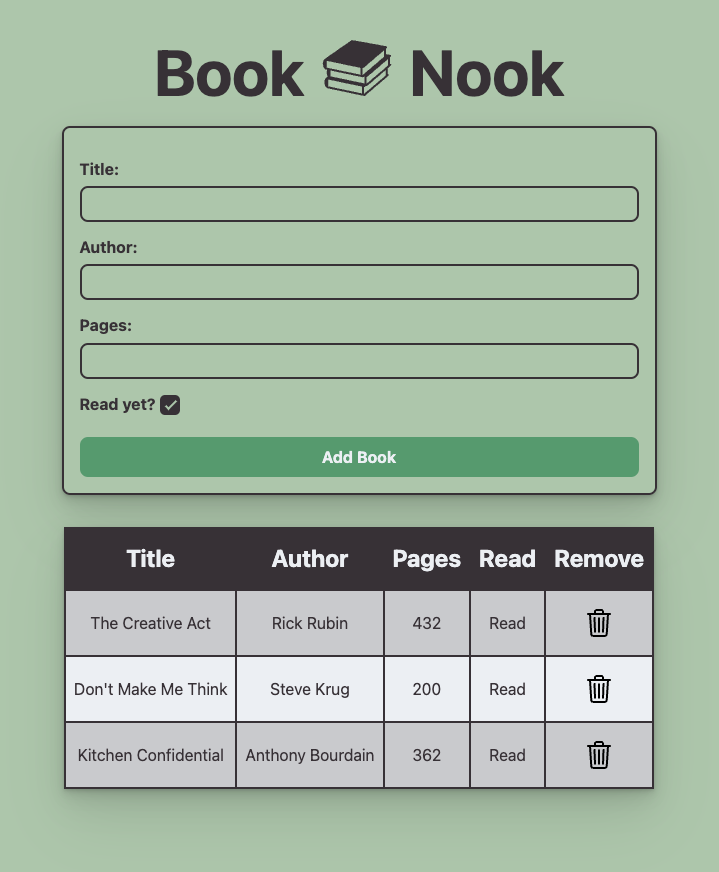 Book Nook
Title:
Author:
Pages:
Read yet?
Add Book
Title Author Pages Read Remove
The Creative Act Rick Rubin 432 Read
Don't Make Me Think Steve Krug 200 Read
Kitchen Confidential Anthony Bourdain 362 Read